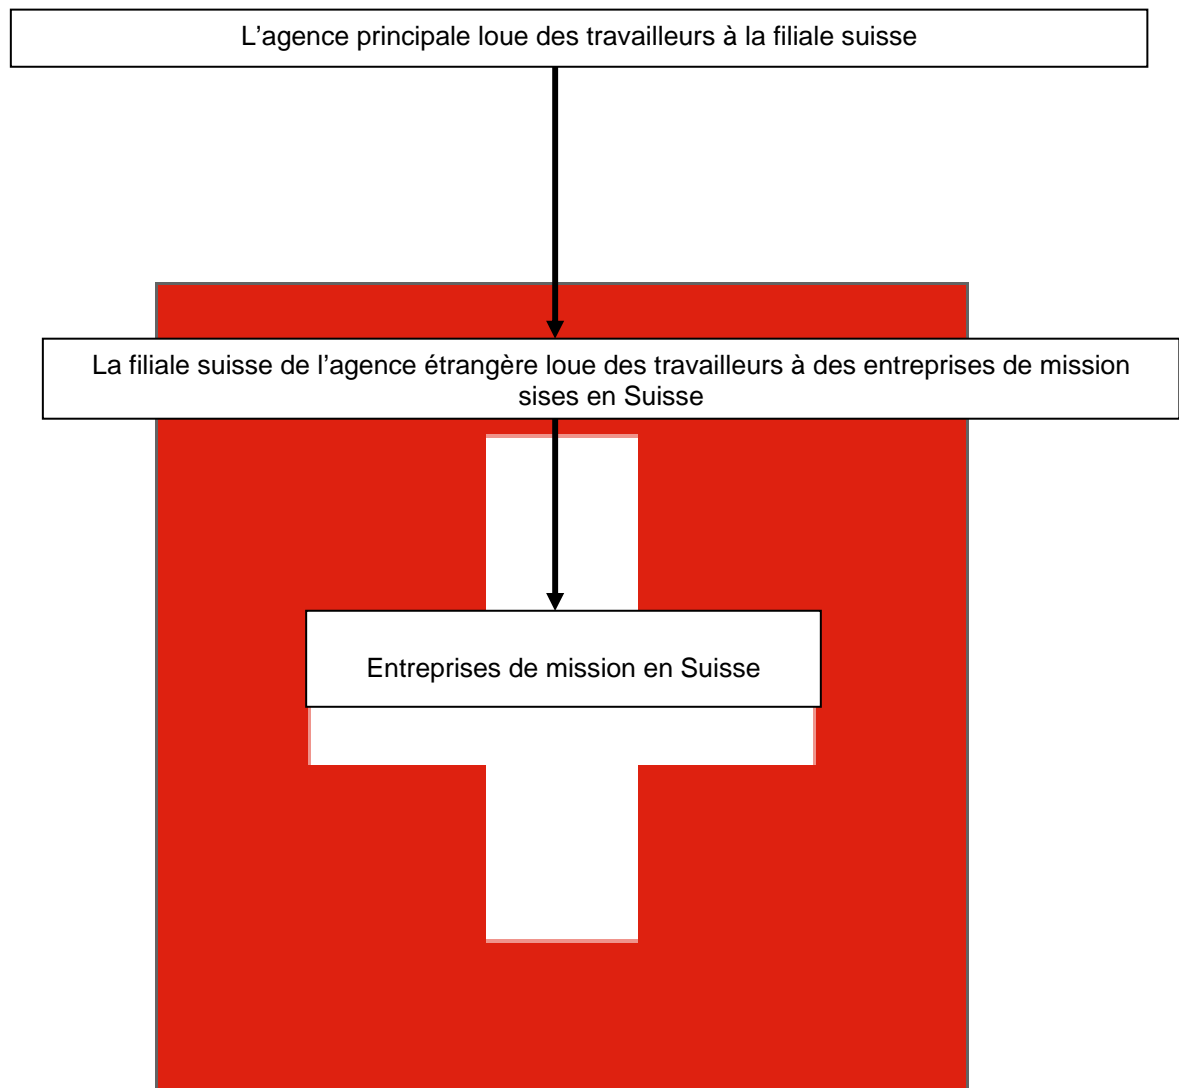 L’agence principale loue des travailleurs à la filiale suisse
La filiale suisse de l’agence étrangère loue des travailleurs à des entreprises de mission
sises en Suisse
Entreprises de mission en Suisse